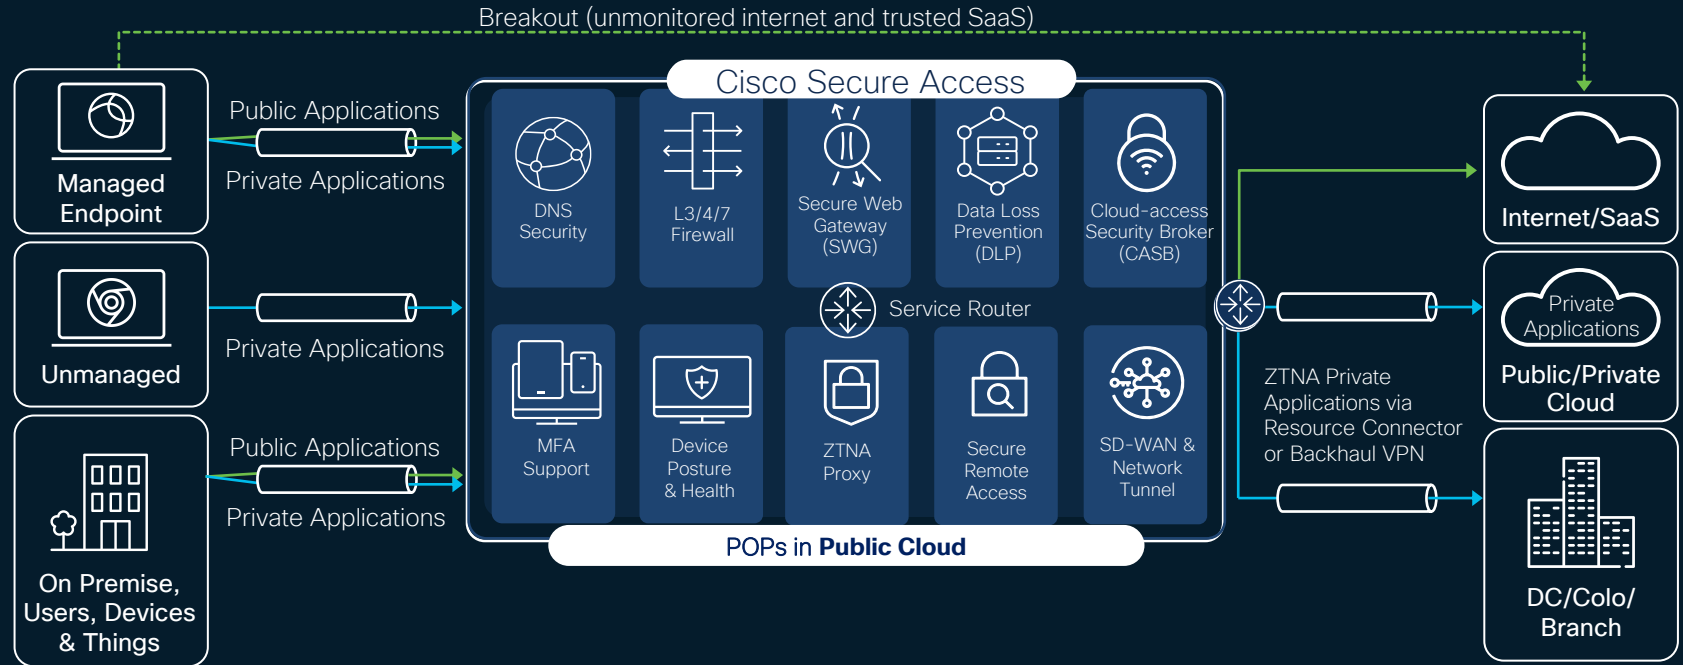 Breakout (unmonitored internet and trusted SaaS)
Managed
Endpoint
Public Applications
Private Applications
Unmanaged
Private Applications
On Premise,
Users, Devices
& Things
Public Applications
Private Applications
Cisco Secure Access
DNS
Security
L3/4/7
Firewall
Secure Web
Gateway
(SWG)
Data Loss
Prevention
(DLP)
Cloud-access
Security Broker
(CASB)
Service Router
MFA
Support
Device
Posture
& Health
ZTNA
Proxy
Secure
Remote
Access
SD-WAN &
Network
Tunnel
POPs in Public Cloud
Internet/SaaS
Private
Applications
Public/Private
Cloud
ZTNA Private
Applications via
Resource Connector
or Backhaul VPN
DC/Colo/
Branch